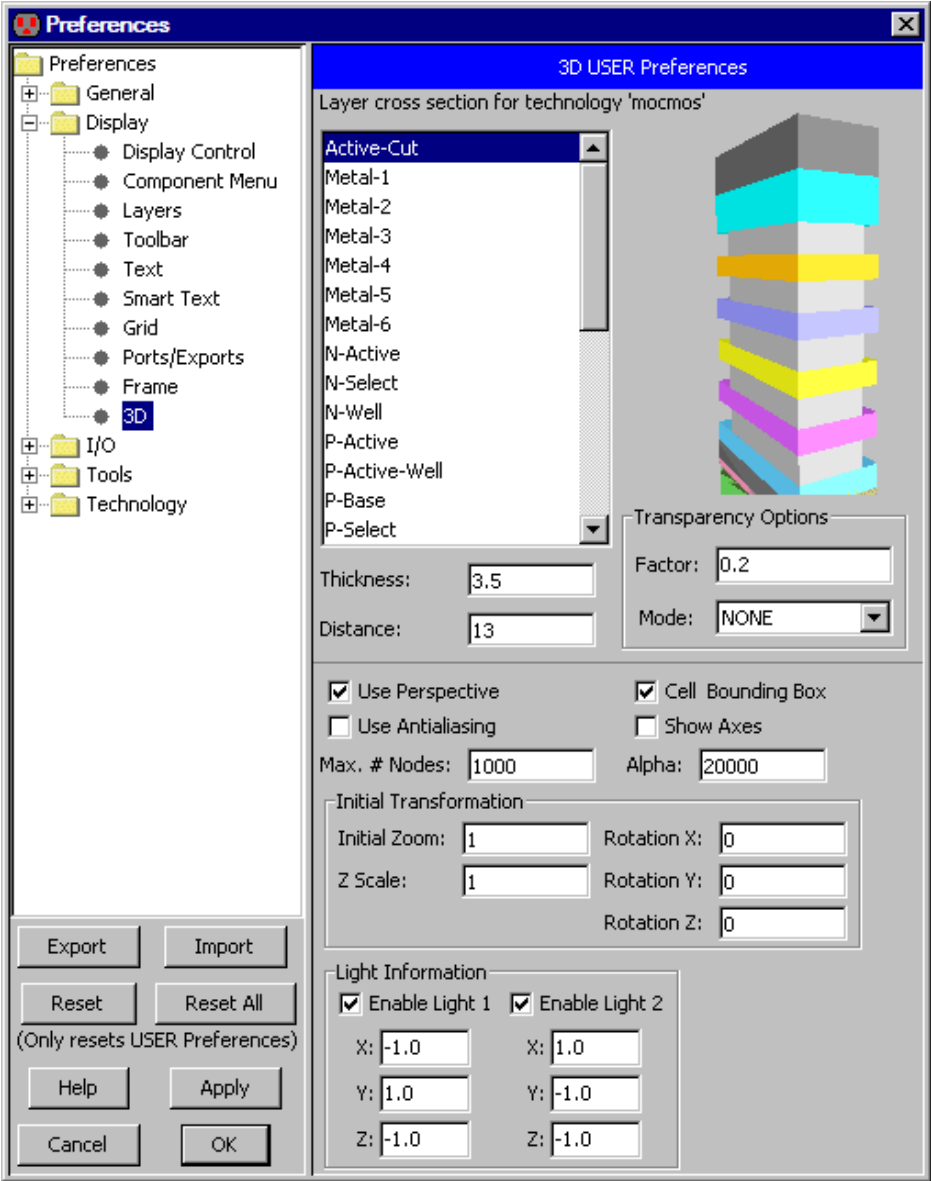 Preferences
Preferences
General
Display
Display Control
Component Menu
Layers
Toolbar
Text
Smart Text
Grid
Ports/Exports
Frame
3D
I/O
Tools
Technology
Export Import
Reset Reset All
(Only resets USER Preferences)
Help Apply
Cancel OK
3D USER Preferences
Layer cross section for technology 'mocmos'
Active-Cut
Metal-1
Metal-2
Metal-3
Metal-4
Metal-5
Metal-6
N-Active
N-Select
N-Well
P-Active
P-Active-Well
P-Base
P-Select
Thickness: 3.5
Distance: 13
Transparency Options
Factor: 0.2
Mode: NONE
Use Perspective Cell Bounding Box
Use Antialiasing Show Axes
Max. # Nodes: 1000 Alpha: 20000
Initial Transformation
Initial Zoom: 1 Rotation X: 0
Z Scale: 1 Rotation Y: 0
Rotation Z: 0
Light Information
Enable Light 1 Enable Light 2
X: -1.0 X: 1.0
Y: 1.0 Y: -1.0
Z: -1.0 Z: -1.0